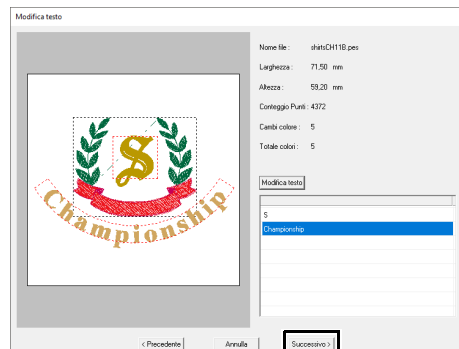 Modifica testo
S
Championship
Nome file : shirtsCH11B.pes
Larghezza : 71,50 mm
Altezza : 59,20 mm
Conteggio Punti : 4372
Cambi colore : 5
Totale colori : 5
Modifica testo
S
Championship
< Precedente
Annulla
Successivo >